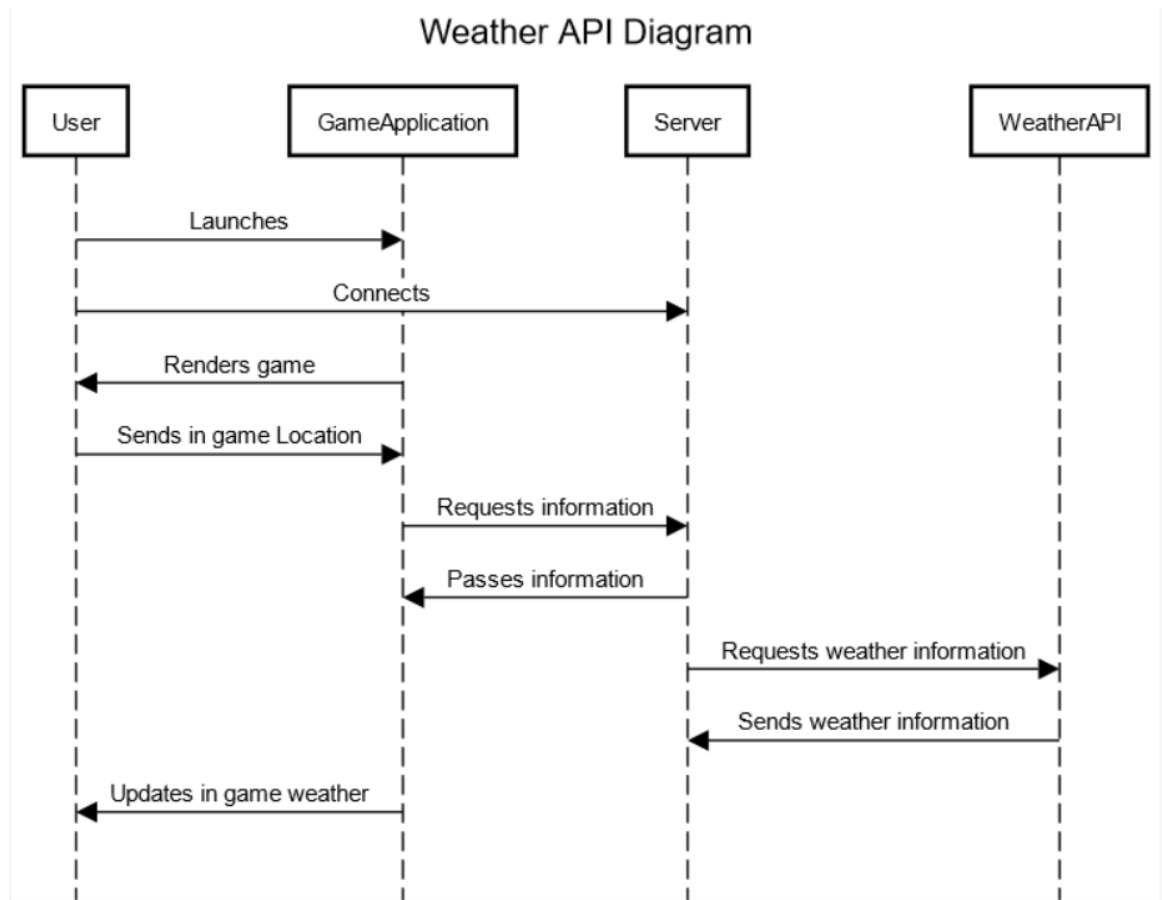 Weather API Diagram
User
GameApplication
Server
WeatherAPI
Launches
Connects
Renders game
Sends in game Location
Requests information
Passes information
Requests weather information
Sends weather information
Updates in game weather